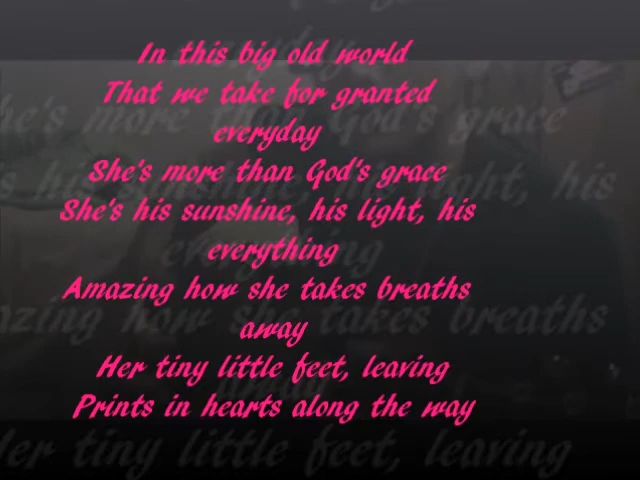 In this big old world
That we take for granted
everyday
She's more than God's grace
She's his sunshine, his light, his
everything
Amazing how she takes breaths
away
Her tiny little feet, leaving
Prints in hearts along the way